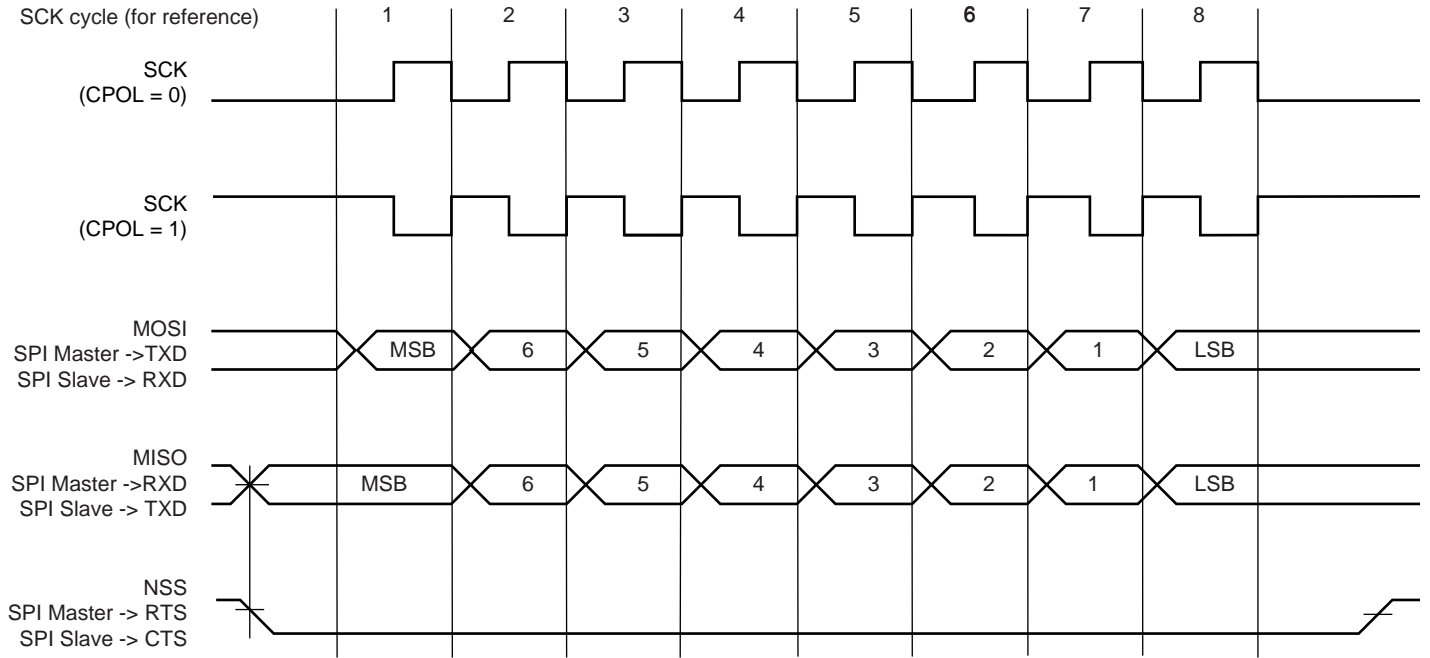 SCK cycle (for reference) 1 2 3 4 5 6 7 8
SCK
(CPOL = 0)
SCK
(CPOL = 1)
MOSI
SPI Master ->TXD
SPI Slave -> RXD
MSB 6 5 4 3 2 1 LSB
MISO
SPI Master ->RXD
SPI Slave -> TXD
MSB 6 5 4 3 2 1 LSB
NSS
SPI Master -> RTS
SPI Slave -> CTS